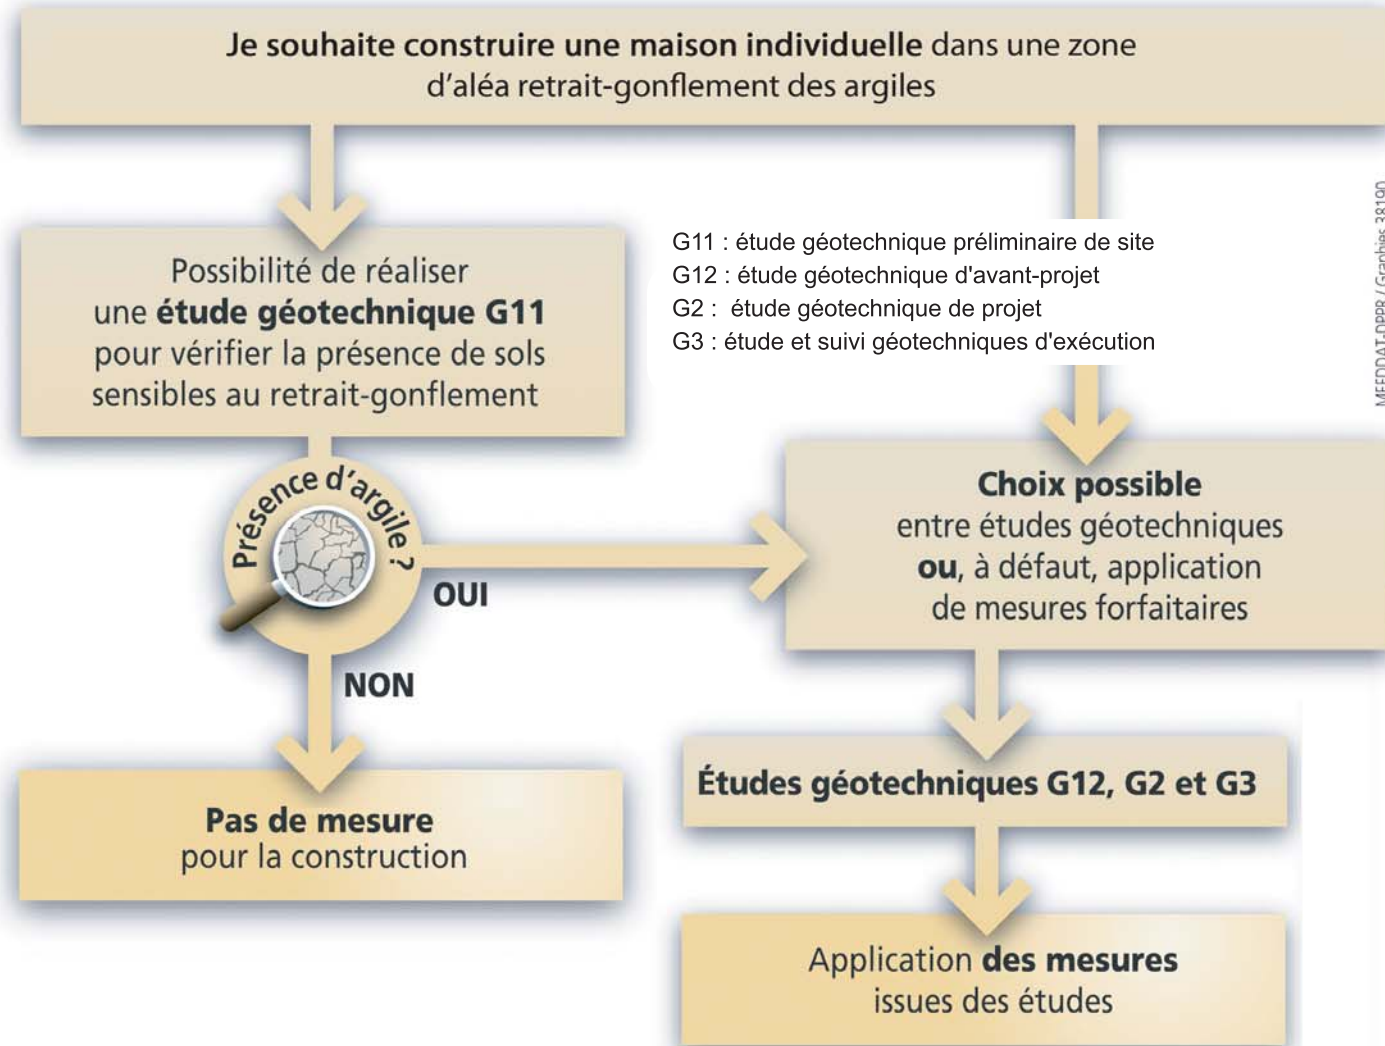 Je souhaite construire une maison individuelle dans une zone
d'aléa retrait-gonflement des argiles
Possibilité de réaliser
une étude géotechnique G11
pour vérifier la présence de sols
sensibles au retrait-gonflement
G11 : étude géotechnique préliminaire de site
G12 : étude géotechnique d'avant-projet
G2 :  étude géotechnique de projet
G3 : étude et suivi géotechniques d'exécution
MEEDDAT-DPPR / Graphies 38190
Présence d'argile ?
OUI
NON
Choix possible
entre études géotechniques
ou, à défaut, application
de mesures forfaitaires
Pas de mesure
pour la construction
Études géotechniques G12, G2 et G3
Application des mesures
issues des études